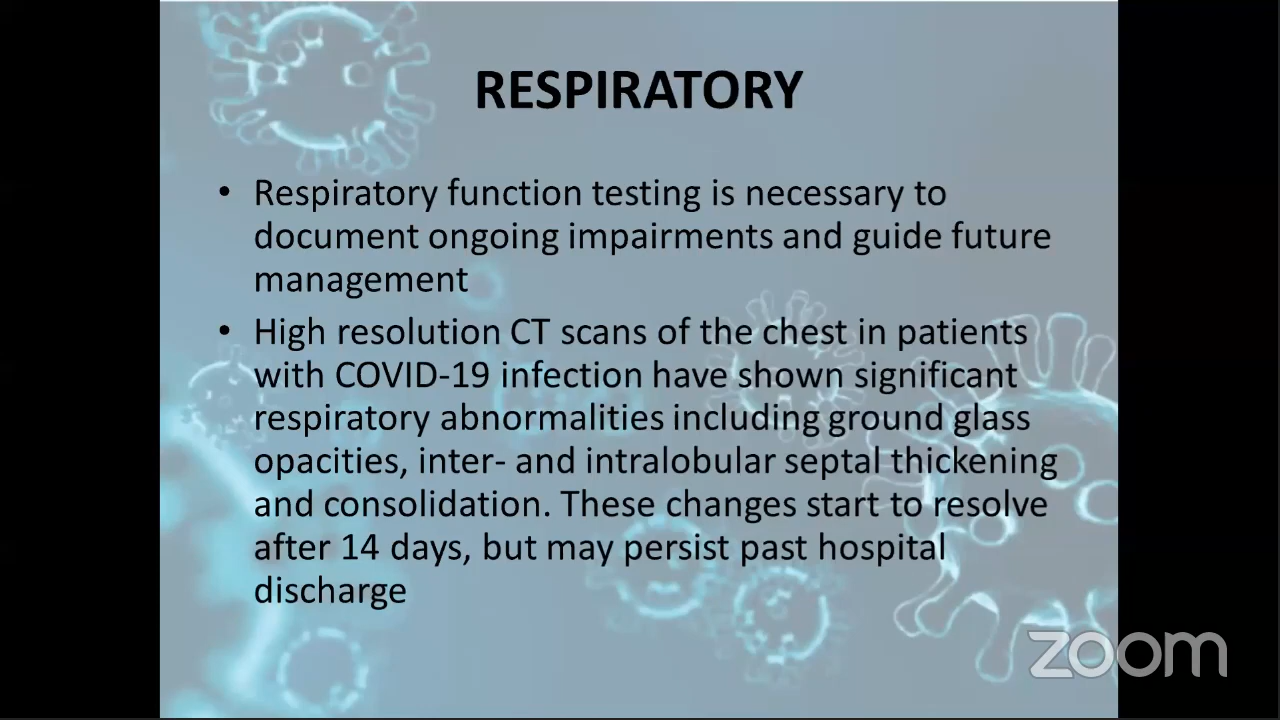 RESPIRATORY
• Respiratory function testing is necessary to
document ongoing impairments and guide future
management
• High resolution CT scans of the chest in patients
with COVID-19 infection have shown significant
respiratory abnormalities including ground glass
opacities, inter- and intralobular septal thickening
and consolidation. These changes start to resolve
after 14 days, but may persist past hospital
discharge
zoom